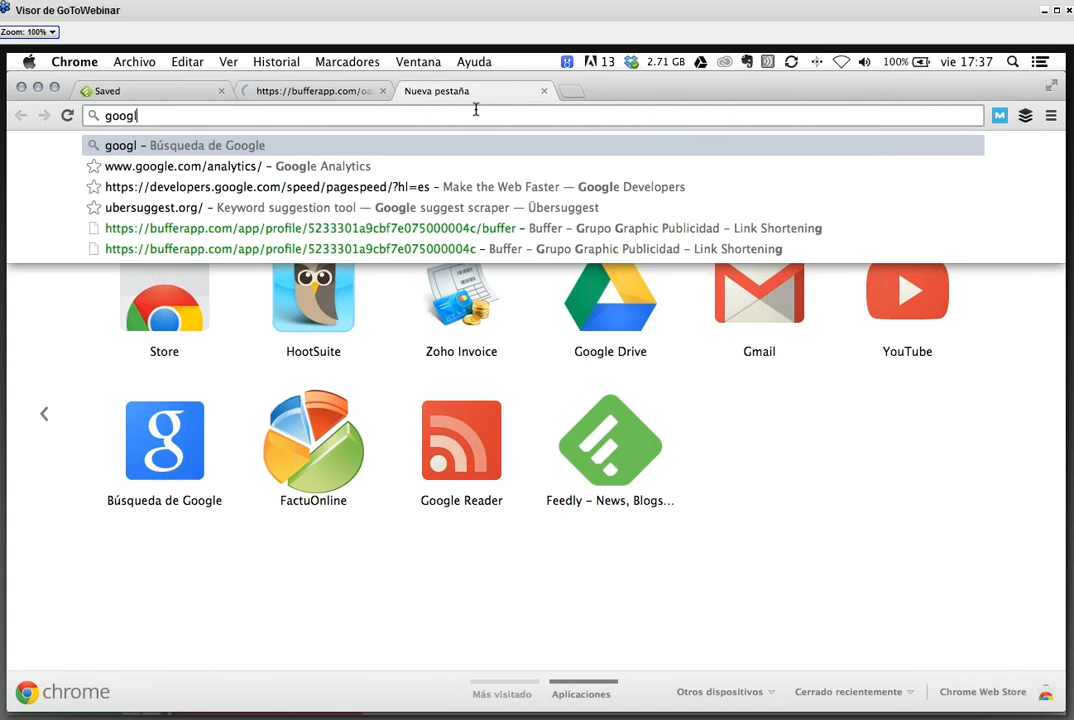 Visor de GoToWebinar
Zoom: 100%
Chrome Archivo Editar Ver Historial Marcadores Ventana Ayuda 13 2.71 GB 100% vie 17:37
Saved https://bufferapp.com/oa Nueva pestaña
googl
googl – Búsqueda de Google
www.google.com/analytics/ – Google Analytics
https://developers.google.com/speed/pagespeed/?hl=es – Make the Web Faster — Google Developers
ubersuggest.org/ – Keyword suggestion tool — Google suggest scraper — Übersuggest
https://bufferapp.com/app/profile/5233301a9cbf7e075000004c/buffer – Buffer – Grupo Graphic Publicidad – Link Shortening
https://bufferapp.com/app/profile/5233301a9cbf7e075000004c – Buffer – Grupo Graphic Publicidad – Link Shortening
Store HootSuite Zoho Invoice Google Drive Gmail YouTube
g
Búsqueda de Google FactuOnline Google Reader Feedly – News, Blogs...
chrome Más visitado Aplicaciones Otros dispositivos Cerrado recientemente Chrome Web Store